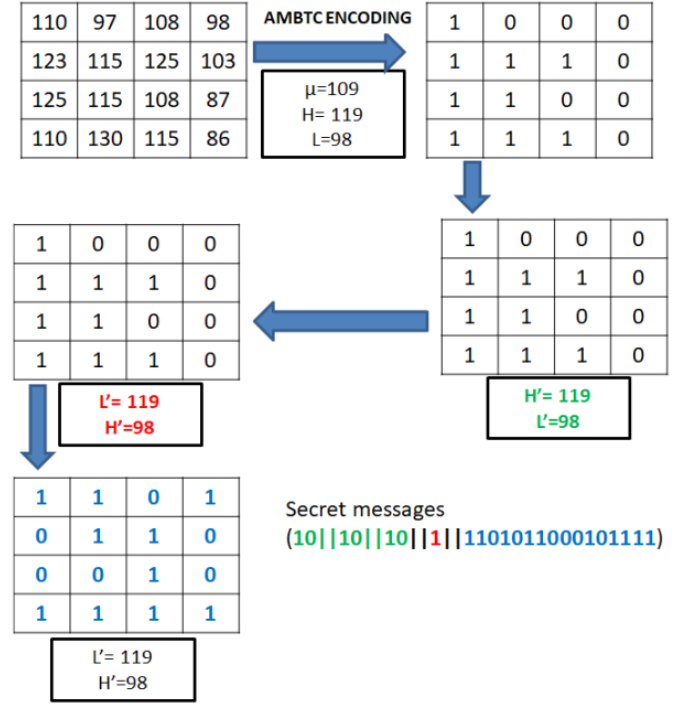 AMBTC ENCODING
110 97 108 98
123 115 125 103
125 115 108 87
110 130 115 86
μ=109
H= 119
L=98
1 0 0 0
1 1 1 0
1 1 0 0
1 1 1 0
1 0 0 0
1 1 1 0
1 1 0 0
1 1 1 0
H'= 119
L'=98
1 0 0 0
1 1 1 0
1 1 0 0
1 1 1 0
L'= 119
H'=98
1 1 0 1
0 1 1 0
0 0 1 0
1 1 1 1
L'= 119
H'=98
Secret messages
(10||10||10||1||1101011000101111)